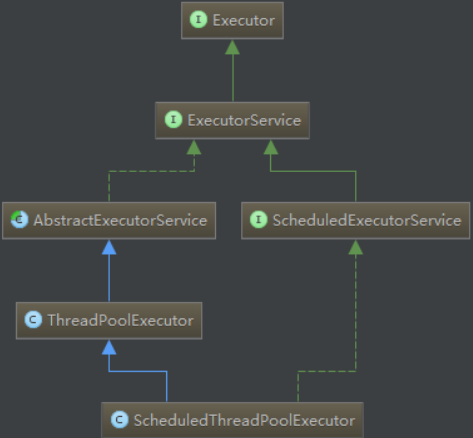 I Executor
I ExecutorService
C AbstractExecutorService
I ScheduledExecutorService
C ThreadPoolExecutor
C ScheduledThreadPoolExecutor